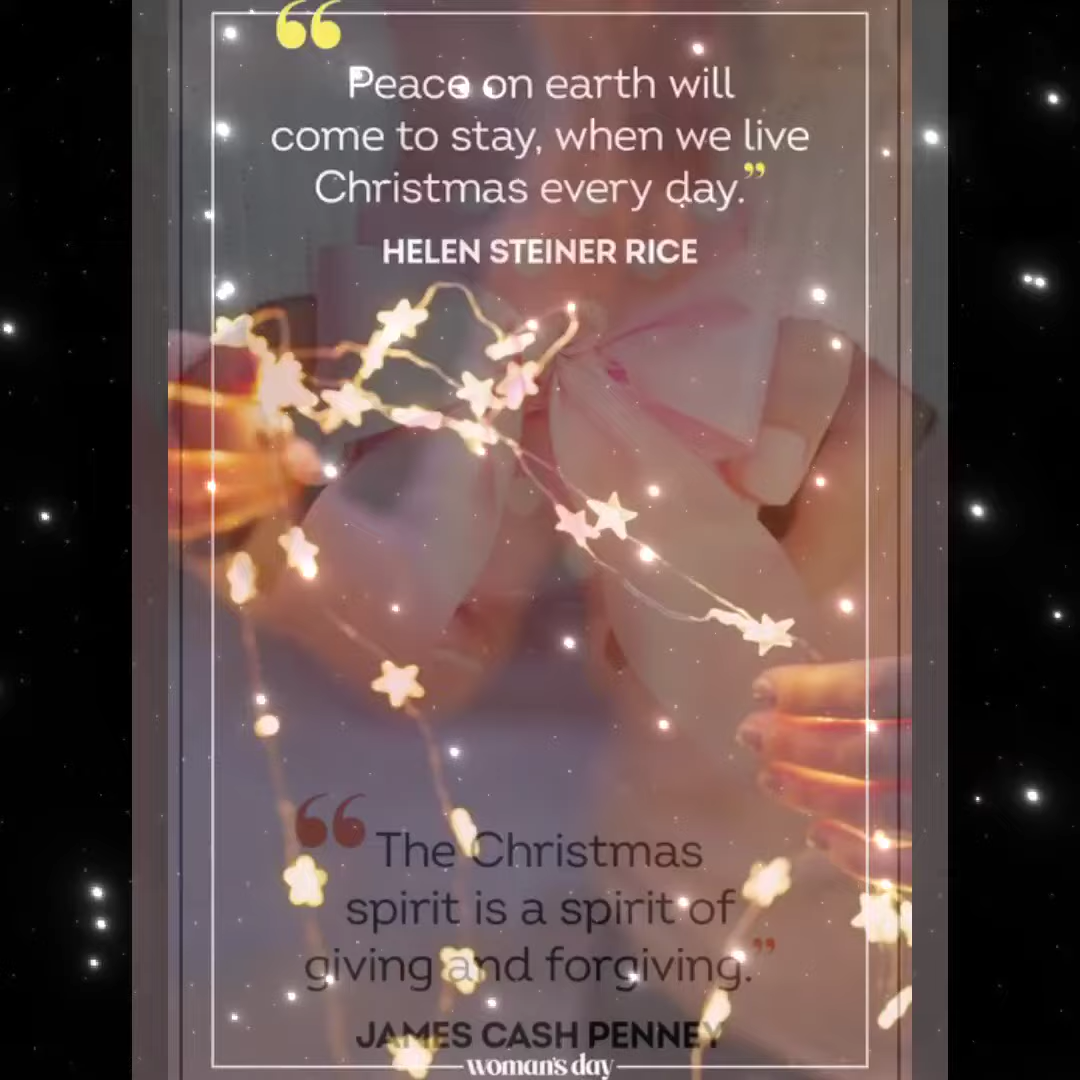 “Peace on earth will
come to stay, when we live
Christmas every day.”
HELEN STEINER RICE
“The Christmas
spirit is a spirit of
giving and forgiving.”
JAMES CASH PENNEY
woman's day